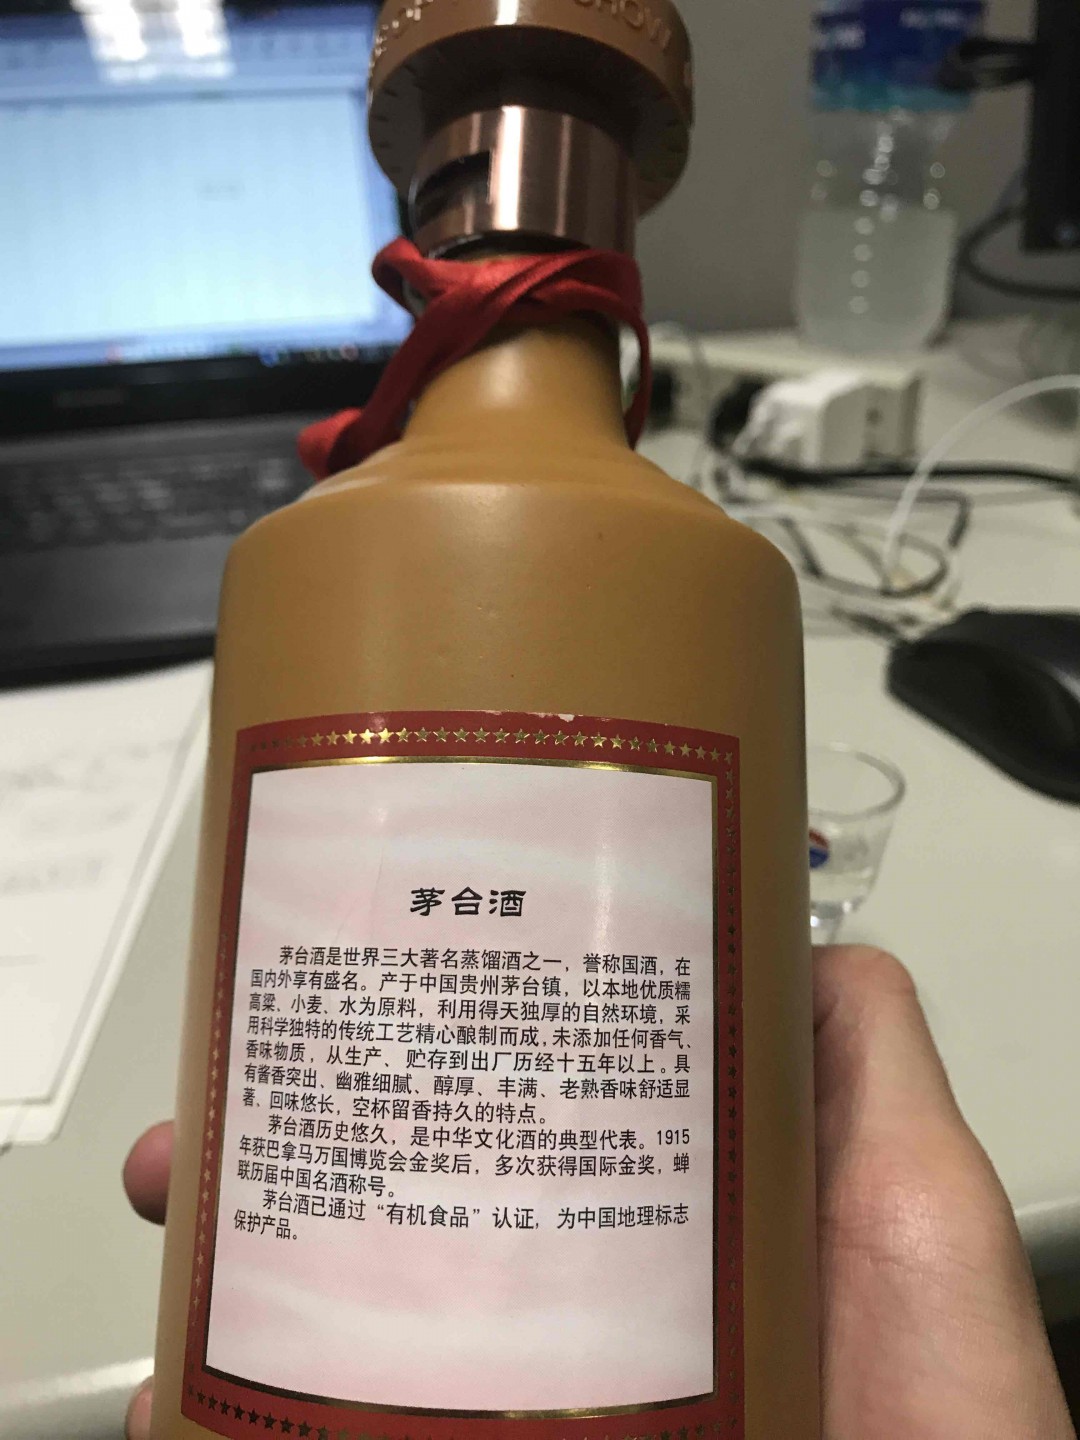 茅台酒
茅台酒是世界三大著名蒸馏酒之一，誉称国酒，在
国内外享有盛名。产于中国贵州茅台镇，以本地优质糯
高粱、小麦、水为原料，利用得天独厚的自然环境，采
用科学独特的传统工艺精心酿制而成，未添加任何香气、
香味物质，从生产、贮存到出厂历经十五年以上。具
有酱香突出、幽雅细腻、醇厚、丰满、老熟香味舒适显
著、回味悠长，空杯留香持久的特点。
茅台酒历史悠久，是中华文化酒的典型代表。1915
年获巴拿马万国博览会金奖后，多次获得国际金奖，蝉
联历届中国名酒称号。
茅台酒已通过“有机食品”认证，为中国地理标志
保护产品。